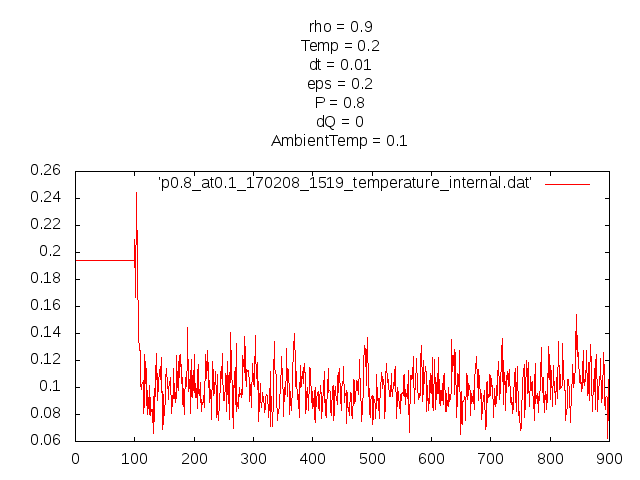 rho = 0.9
Temp = 0.2
dt = 0.01
eps = 0.2
P = 0.8
dQ = 0
AmbientTemp = 0.1
'p0.8_at0.1_170208_1519_temperature_internal.dat'
0.26
0.24
0.22
0.2
0.18
0.16
0.14
0.12
0.1
0.08
0.06
0 100 200 300 400 500 600 700 800 900